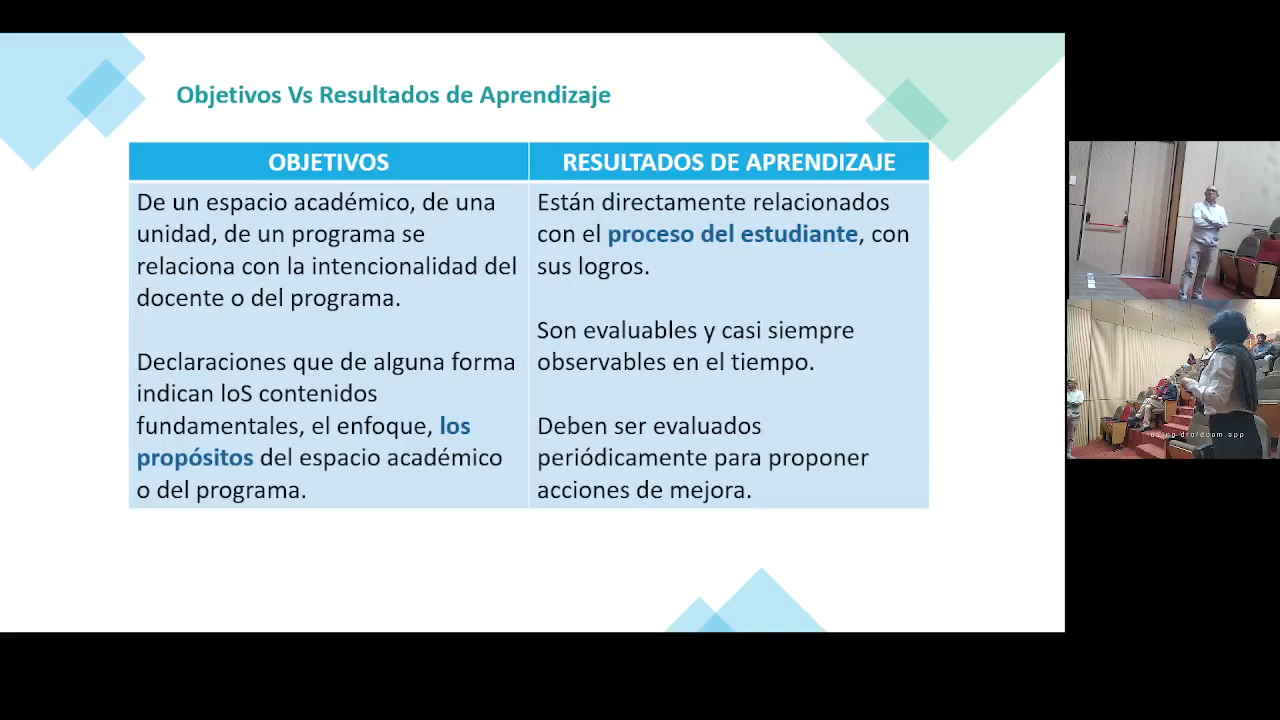 Objetivos Vs Resultados de Aprendizaje
OBJETIVOS
De un espacio académico, de una
unidad, de un programa se
relaciona con la intencionalidad del
docente o del programa.
Declaraciones que de alguna forma
indican loS contenidos
fundamentales, el enfoque, los
propósitos del espacio académico
o del programa.
RESULTADOS DE APRENDIZAJE
Están directamente relacionados
con el proceso del estudiante, con
sus logros.
Son evaluables y casi siempre
observables en el tiempo.
Deben ser evaluados
periódicamente para proponer
acciones de mejora.